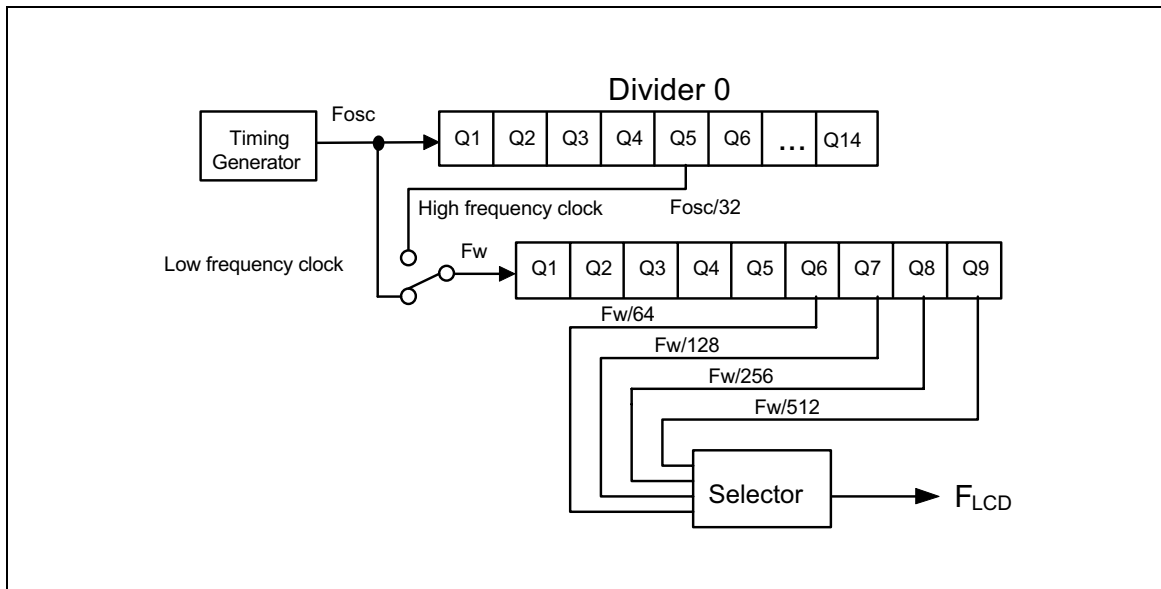 Divider 0
Fosc
Timing
Generator
Q1 Q2 Q3 Q4 Q5 Q6 ... Q14
High frequency clock
Fosc/32
Low frequency clock
Fw
Q1 Q2 Q3 Q4 Q5 Q6 Q7 Q8 Q9
Fw/64
Fw/128
Fw/256
Fw/512
Selector
FLCD